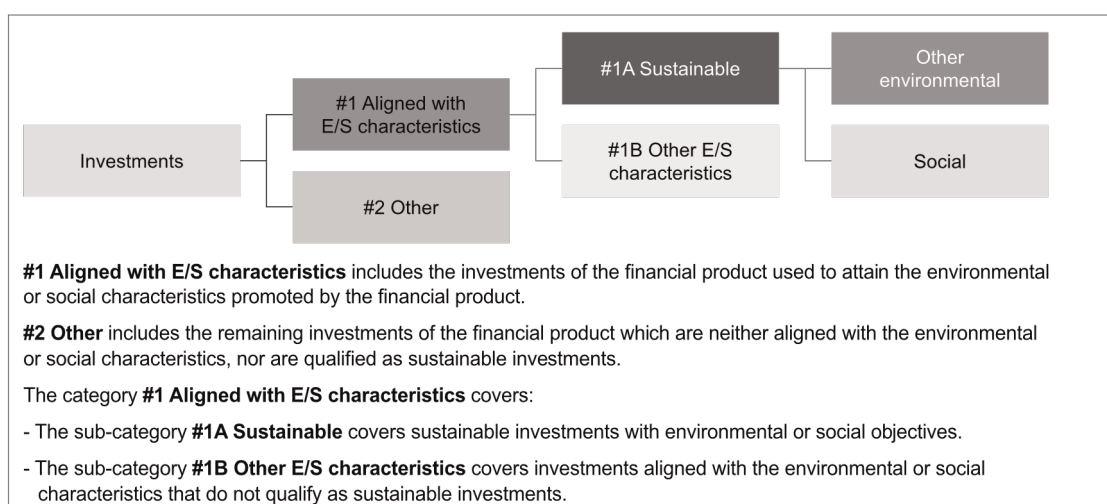 #1A Sustainable
Other
environmental
#1 Aligned with
E/S characteristics
Investments
#1B Other E/S
characteristics
Social
#2 Other
#1 Aligned with E/S characteristics includes the investments of the financial product used to attain the environmental
or social characteristics promoted by the financial product.
#2 Other includes the remaining investments of the financial product which are neither aligned with the environmental
or social characteristics, nor are qualified as sustainable investments.
The category #1 Aligned with E/S characteristics covers:
- The sub-category #1A Sustainable covers sustainable investments with environmental or social objectives.
- The sub-category #1B Other E/S characteristics covers investments aligned with the environmental or social
characteristics that do not qualify as sustainable investments.